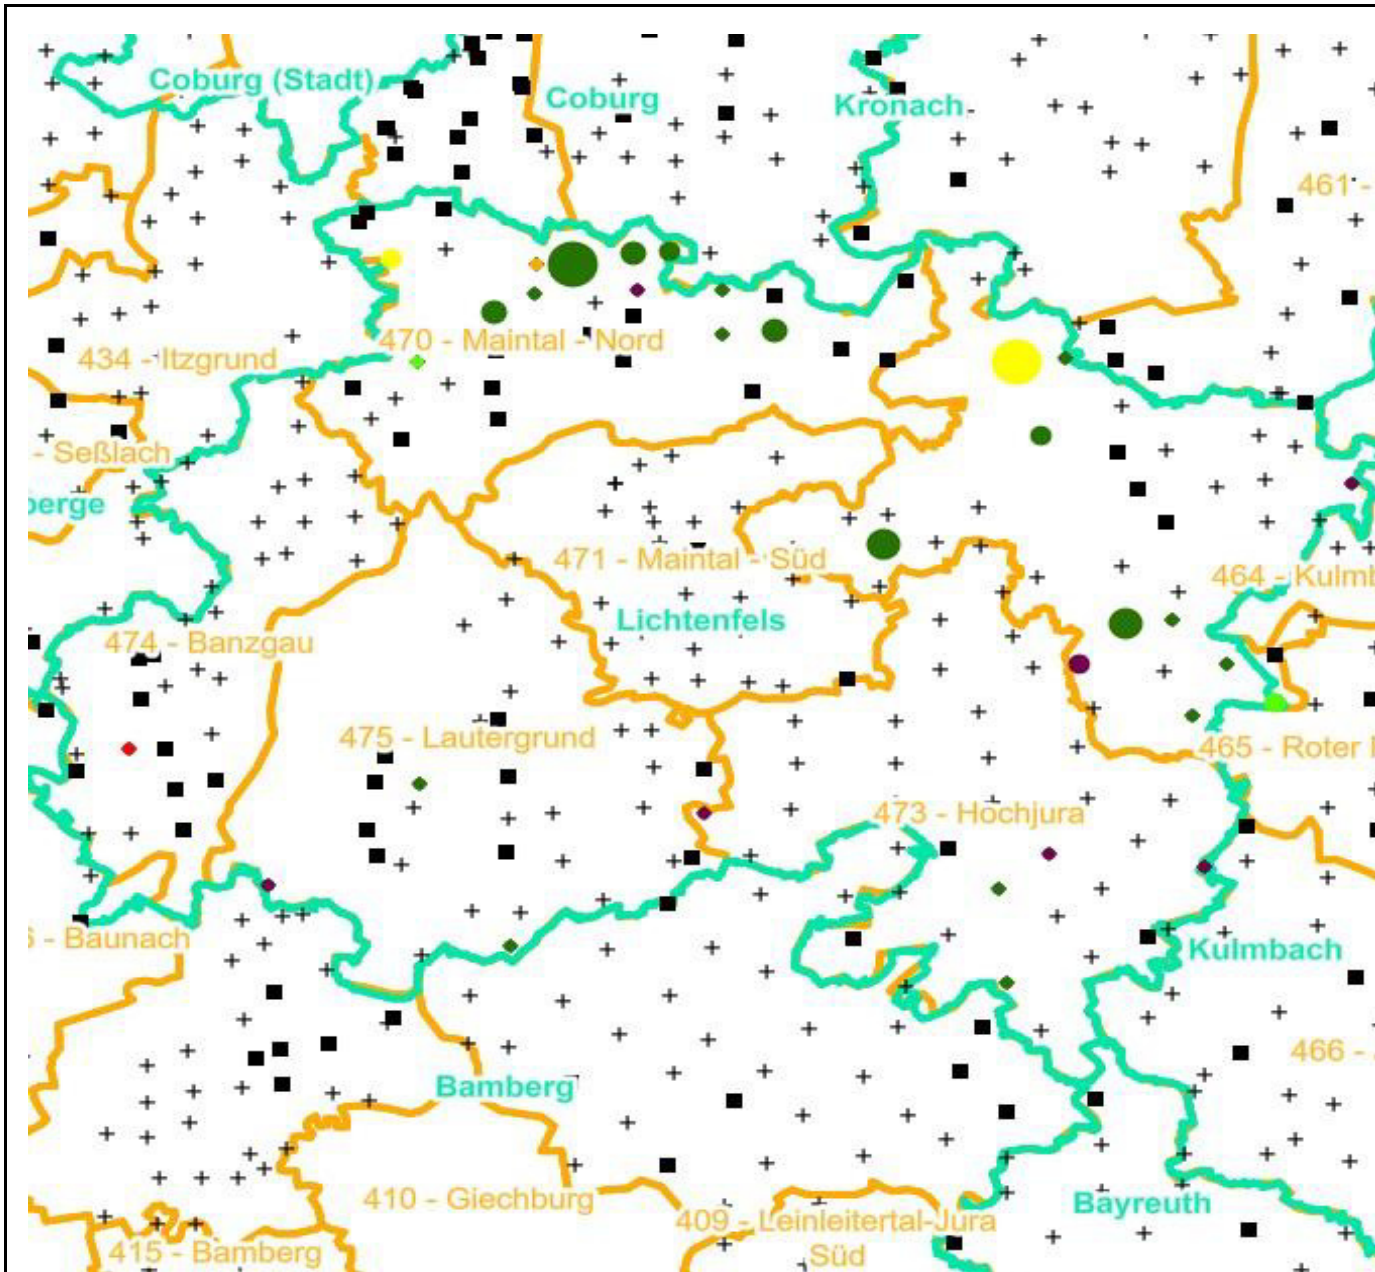 Coburg (Stadt)
Coburg
Kronach
461 -
470 - Maintal - Nord
434 - Itzgrund
- Seßlach
berge
471 - Maintal - Süd
464 - Kulmb
Lichtenfels
474 - Banzgau
475 - Lautergrund
465 - Roter
473 - Hochjura
6 - Baunach
Kulmbach
466 -
Bamberg
410 - Giechburg
Bayreuth
409 - Leinleitertal-Jura
Süd
415 - Bamberg